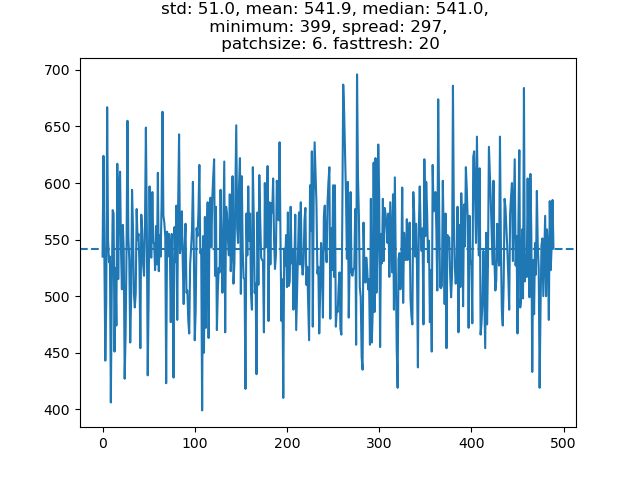 std: 51.0, mean: 541.9, median: 541.0,
minimum: 399, spread: 297,
patchsize: 6. fasttresh: 20
700
650
600
550
500
450
400
0 100 200 300 400 500